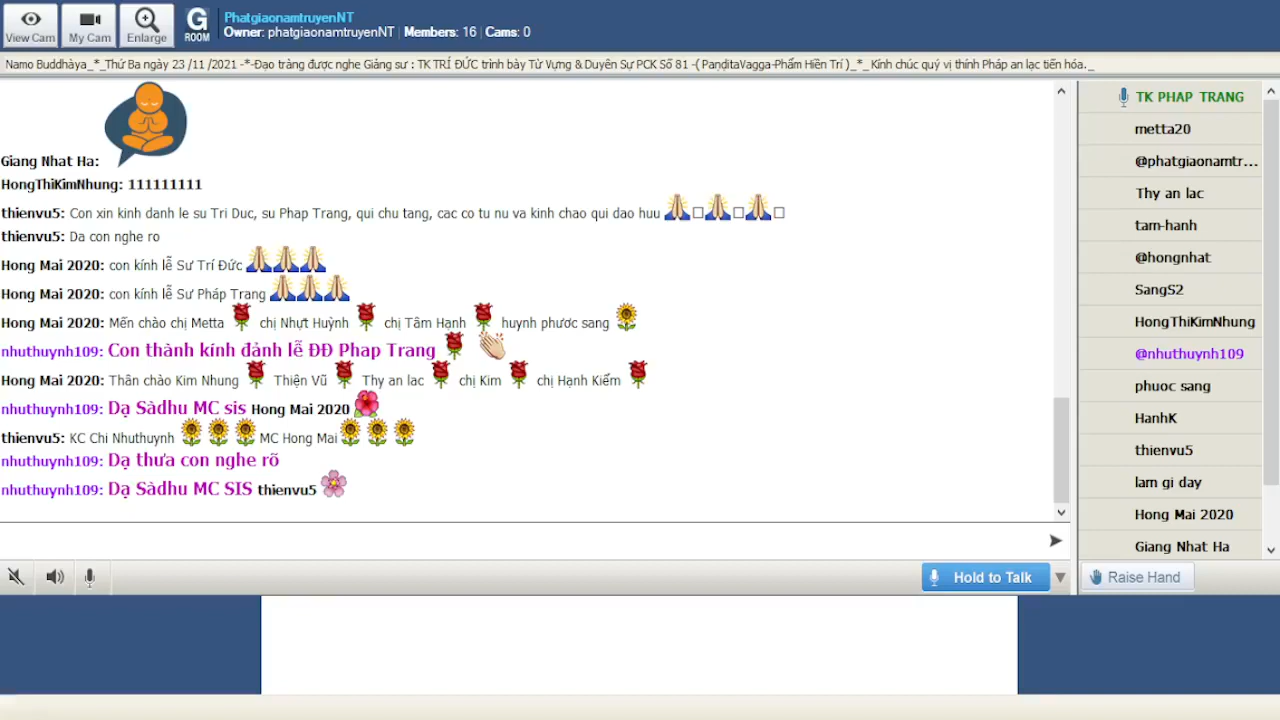 View Cam
My Cam
Enlarge
G
ROOM
PhatgiaonamtruyenNT
Owner: phatgiaonamtruyenNT | Members: 16 | Cams: 0
Namo Buddhàya_*_Thứ Ba ngày 23 /11 /2021 -*-Đạo tràng được nghe Giảng sư : TK TRÍ ĐỨC trình bày Từ Vựng & Duyên Sự PCK Số 81 -( PaṇḍitaVagga-Phẩm Hiền Trí )_*_ Kính chúc quý vị thính Pháp an lạc tiến hóa._
Giang Nhat Ha:
HongThiKimNhung: 111111111
thienvu5: Con xin kinh danh le su Tri Duc, su Phap Trang, qui chu tang, cac co tu nu va kinh chao qui dao huu
thienvu5: Da con nghe ro
Hong Mai 2020: con kính lễ Sư Trí Đức
Hong Mai 2020: con kính lễ Sư Pháp Trang
Hong Mai 2020: Mến chào chị Metta chị Nhựt Huỳnh chị Tâm Hạnh huynh phươc sang
nhuthuynh109: Con thành kính đảnh lễ ĐĐ Phap Trang
Hong Mai 2020: Thân chào Kim Nhung Thiện Vũ Thy an lac chị Kim chị Hạnh Kiểm
nhuthuynh109: Dạ Sàdhu MC sis Hong Mai 2020
thienvu5: KC Chi Nhuthuynh MC Hong Mai
nhuthuynh109: Dạ thưa con nghe rõ
nhuthuynh109: Dạ Sàdhu MC SIS thienvu5
Hold to Talk
TK PHAP TRANG
metta20
@phatgiaonamtr...
Thy an lac
tam-hanh
@hongnhat
SangS2
HongThiKimNhung
@nhuthuynh109
phuoc sang
HanhK
thienvu5
lam gi day
Hong Mai 2020
Giang Nhat Ha
Raise Hand